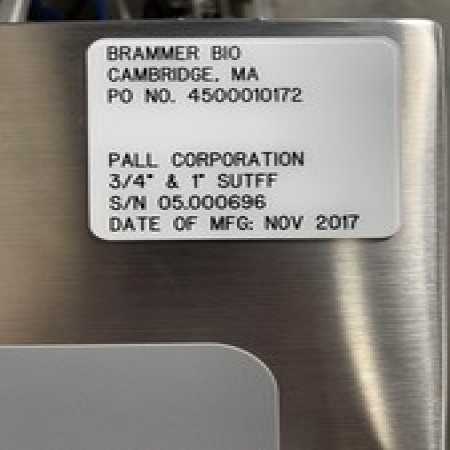 BRAMMER BIO
CAMBRIDGE, MA
PO NO. 4500010172
PALL CORPORATION
3/4" & 1" SUTFF
S/N 05.000696
DATE OF MFG: NOV 2017